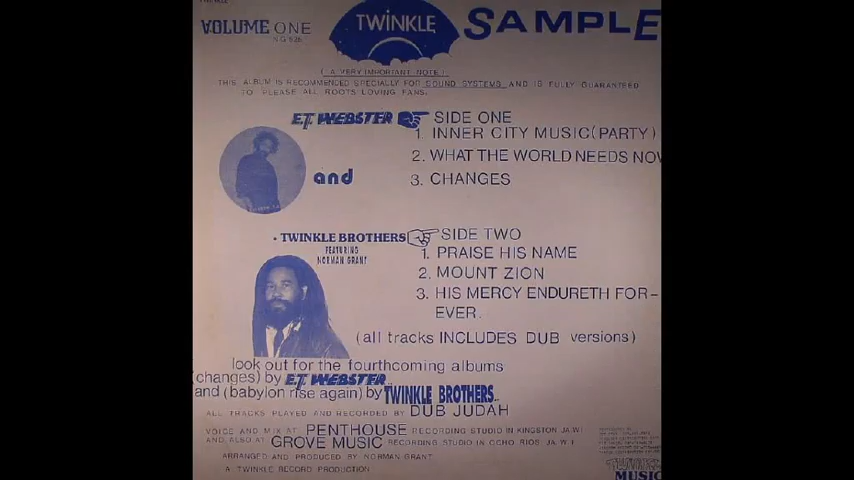 VOLUME ONE
TWINKLE
SAMPLE
( A VERY IMPORTANT NOTE )
THIS ALBUM IS RECOMMENDED SPECIALLY FOR SOUND SYSTEMS AND IS FULLY GUARANTEED
TO PLEASE ALL ROOTS LOVING FANS.
E.T. WEBSTER
SIDE ONE
1. INNER CITY MUSIC(PARTY)
2. WHAT THE WORLD NEEDS NOW
3. CHANGES
and
• TWINKLE BROTHERS
FEATURING
NORMAN GRANT
SIDE TWO
1. PRAISE HIS NAME
2. MOUNT ZION
3. HIS MERCY ENDURETH FOR-
EVER.
(all tracks INCLUDES DUB versions)
look out for the fourthcoming albums
(changes) by E.T. WEBSTER..
and (babylon rise again) by TWINKLE BROTHERS..
ALL TRACKS PLAYED AND RECORDED BY DUB JUDAH
VOICE AND MIX AT PENTHOUSE RECORDING STUDIO IN KINGSTON JA.W.I
AND ALSO AT GROVE MUSIC RECORDING STUDIO IN OCHO RIOS, JA. W. I
ARRANGED AND PRODUCED BY NORMAN GRANT
A TWINKLE RECORD PRODUCTION
MUSIC